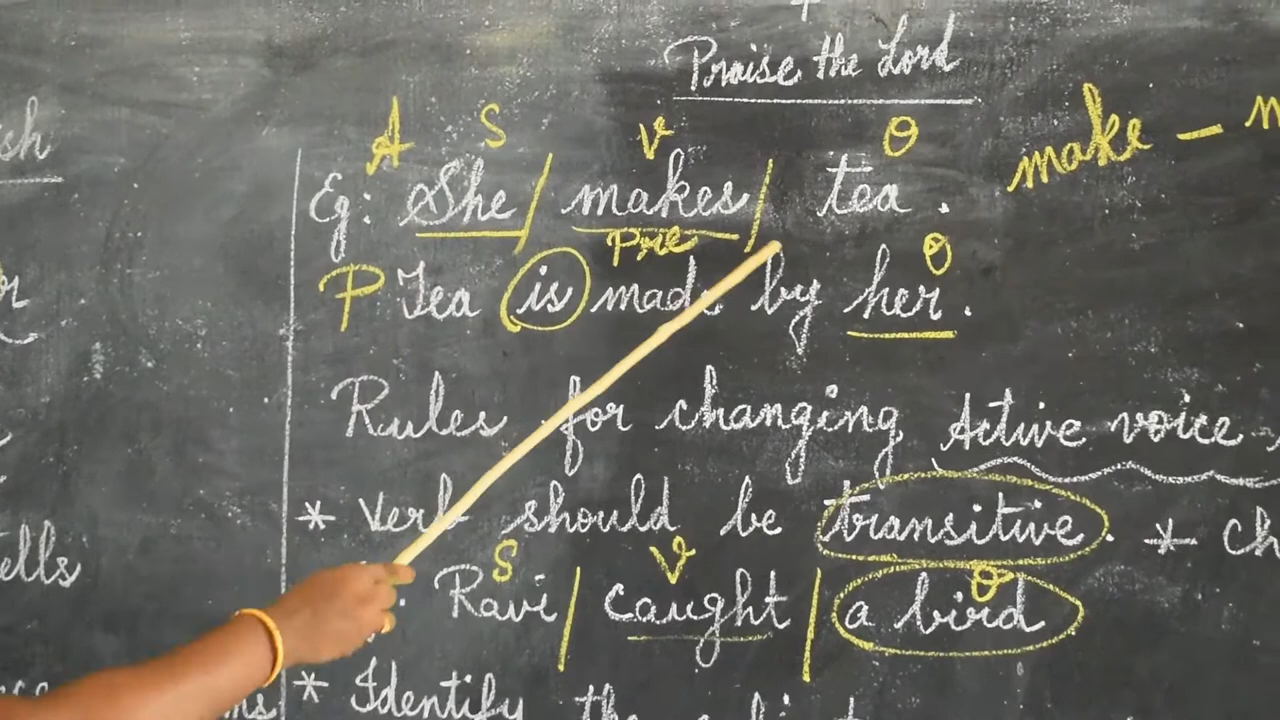 Praise the Lord
A S V O
Eg: She / makes / tea. make –
Pre O
P Tea is made by her.
Rules for changing Active voice
* Verb should be transitive. *
S V O
Ravi / caught / a bird
* Identify the